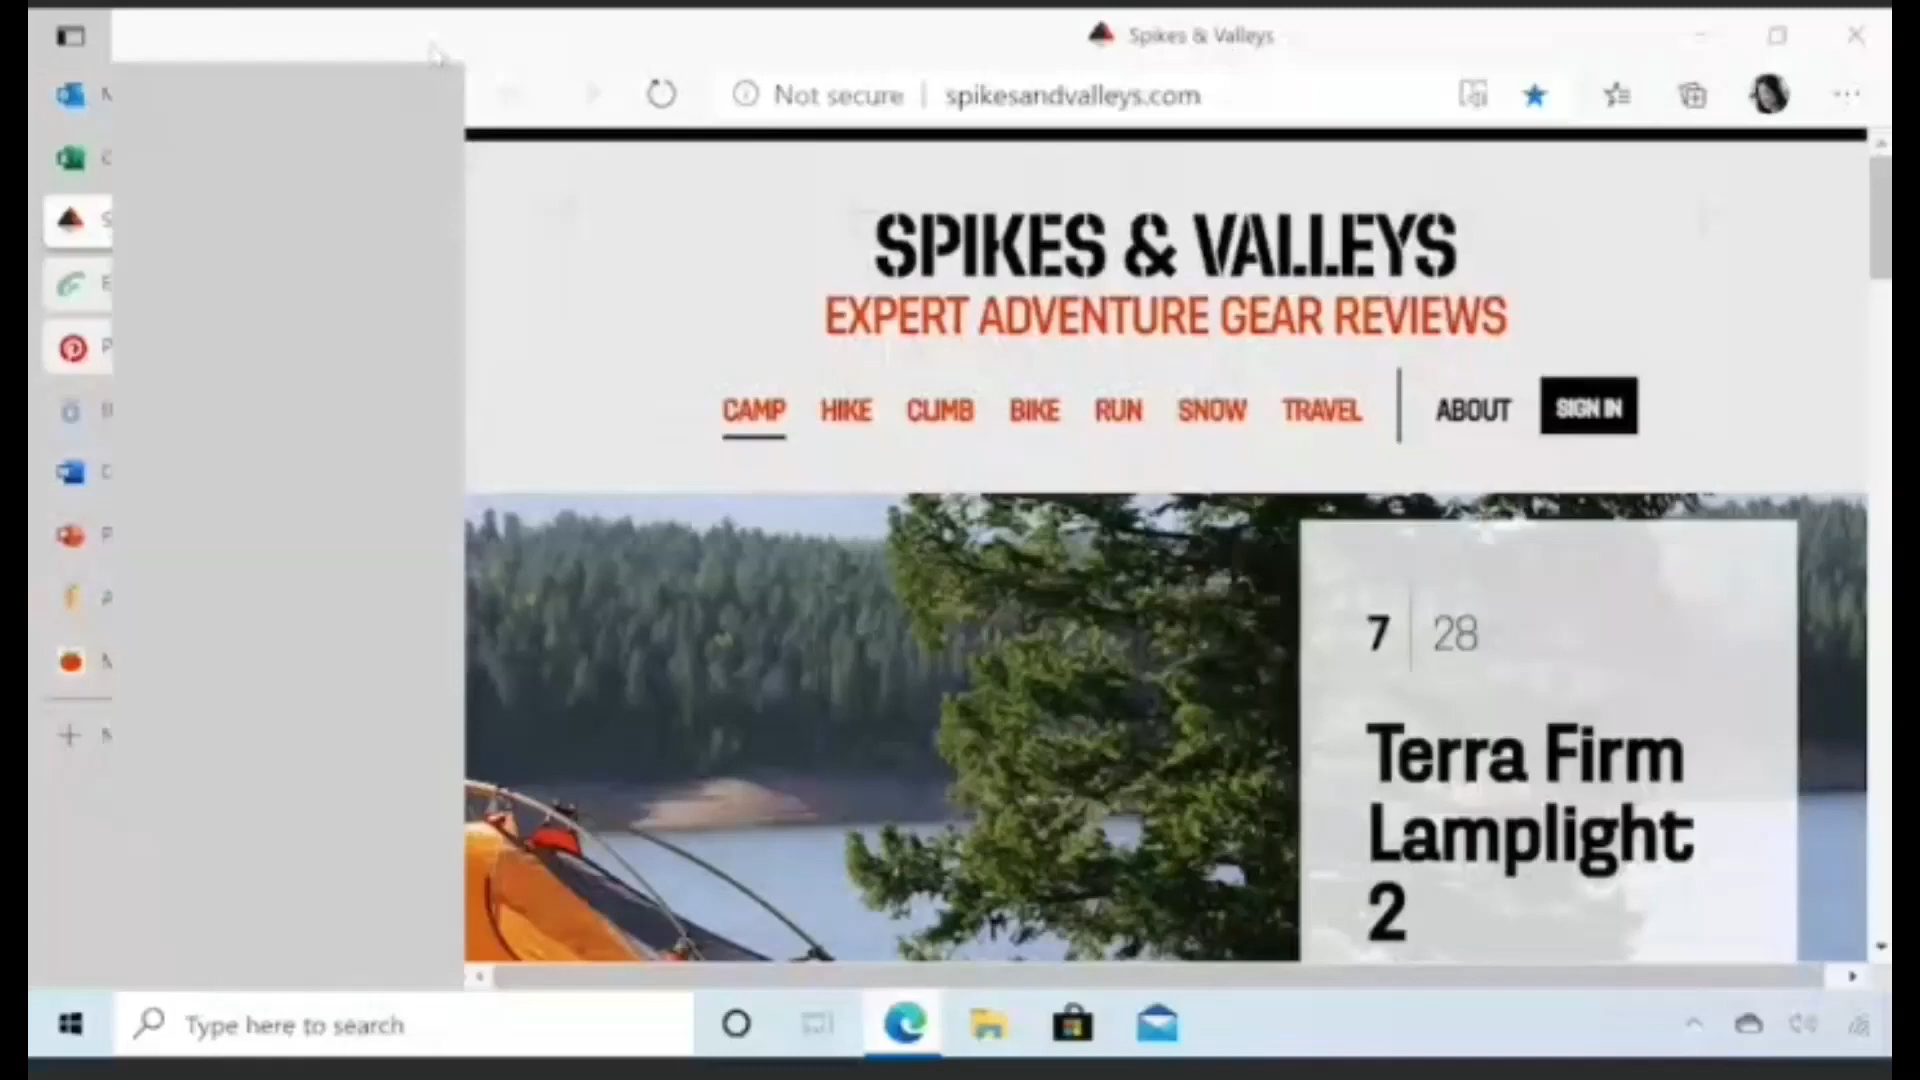 Spikes & Valleys
Not secure | spikesandvalleys.com
SPIKES & VALLEYS
EXPERT ADVENTURE GEAR REVIEWS
CAMP HIKE CLIMB BIKE RUN SNOW TRAVEL ABOUT SIGN IN
7 | 28
Terra Firm
Lamplight
2
Type here to search